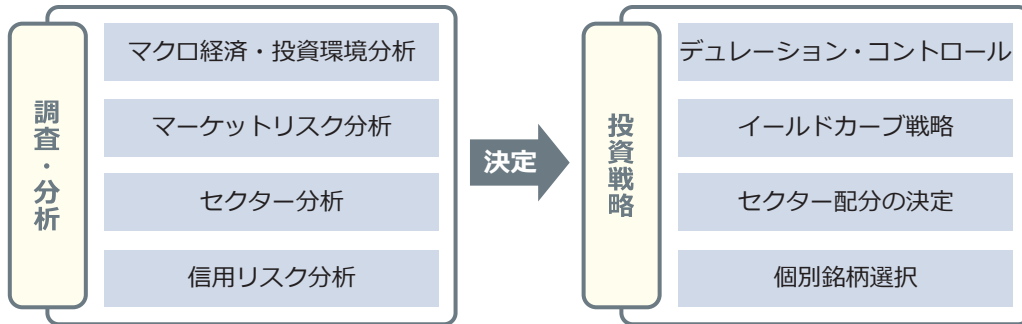 調査・分析
マクロ経済・投資環境分析
マーケットリスク分析
セクター分析
信用リスク分析
決定
投資戦略
デュレーション・コントロール
イールドカーブ戦略
セクター配分の決定
個別銘柄選択